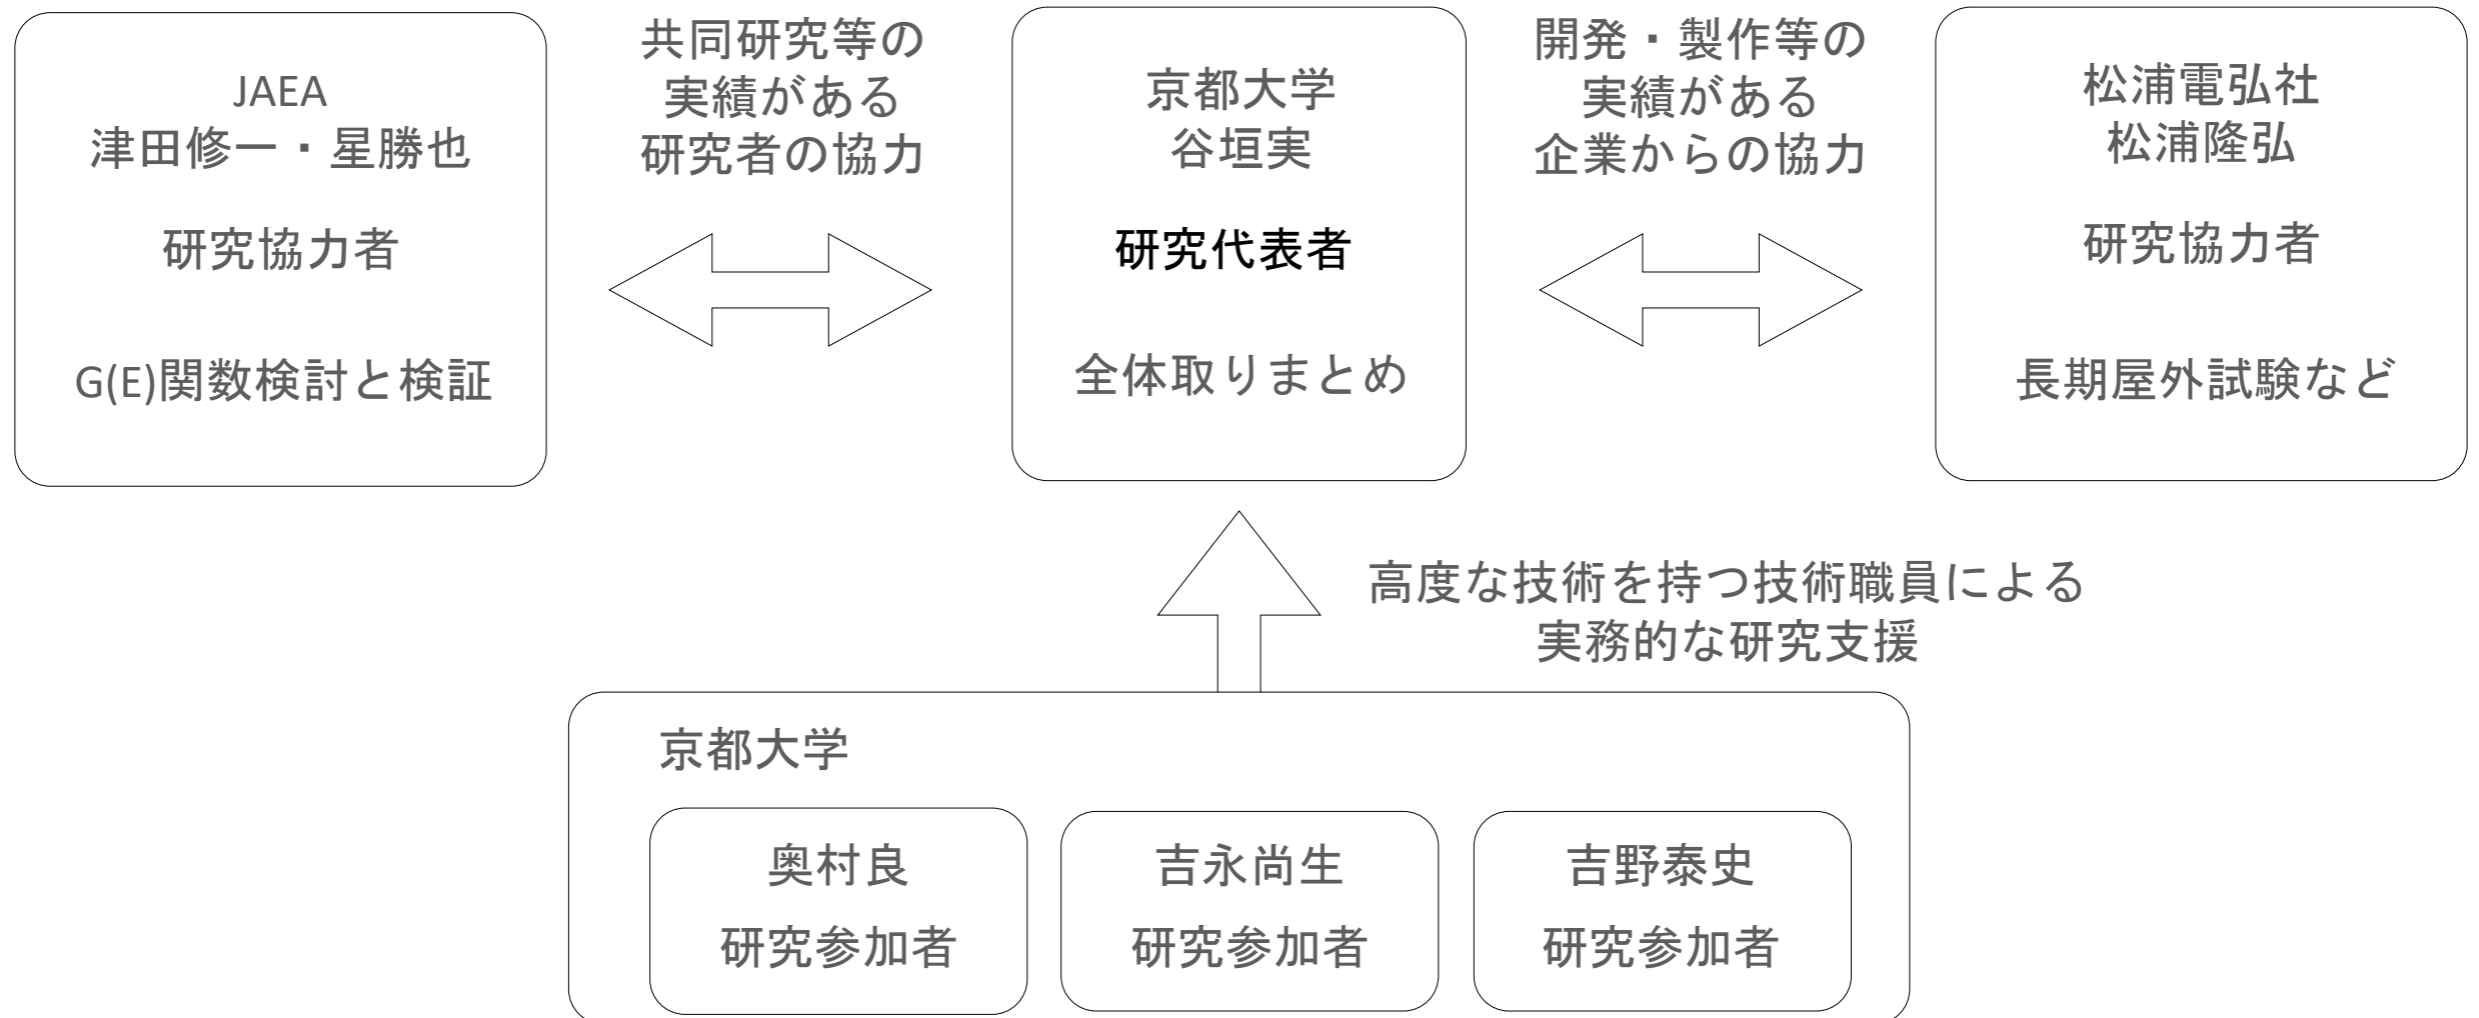 JAEA
津田修一・星勝也
研究協力者
G(E)関数検討と検証
共同研究等の
実績がある
研究者の協力
京都大学
谷垣実
研究代表者
全体取りまとめ
開発・製作等の
実績がある
企業からの協力
松浦電弘社
松浦隆弘
研究協力者
長期屋外試験など
高度な技術を持つ技術職員による
実務的な研究支援
京都大学
奥村良
研究参加者
吉永尚生
研究参加者
吉野泰史
研究参加者